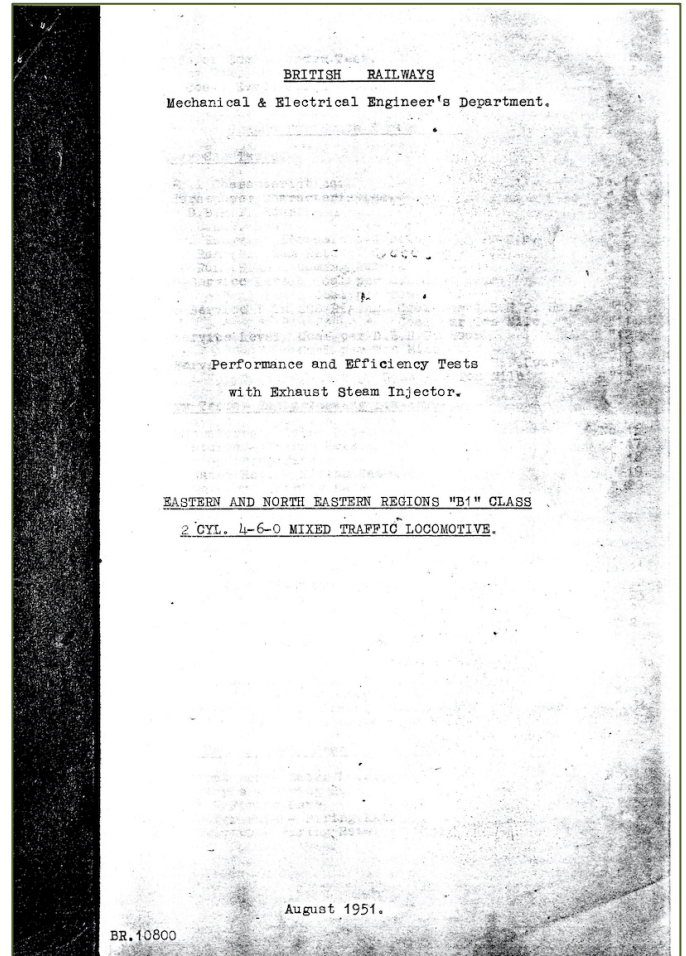 BRITISH RAILWAYS
Mechanical & Electrical Engineer's Department.
Performance and Efficiency Tests
with Exhaust Steam Injector.
EASTERN AND NORTH EASTERN REGIONS "B1" CLASS
2 CYL. 4-6-0 MIXED TRAFFIC LOCOMOTIVE.
August 1951.
BR.10800